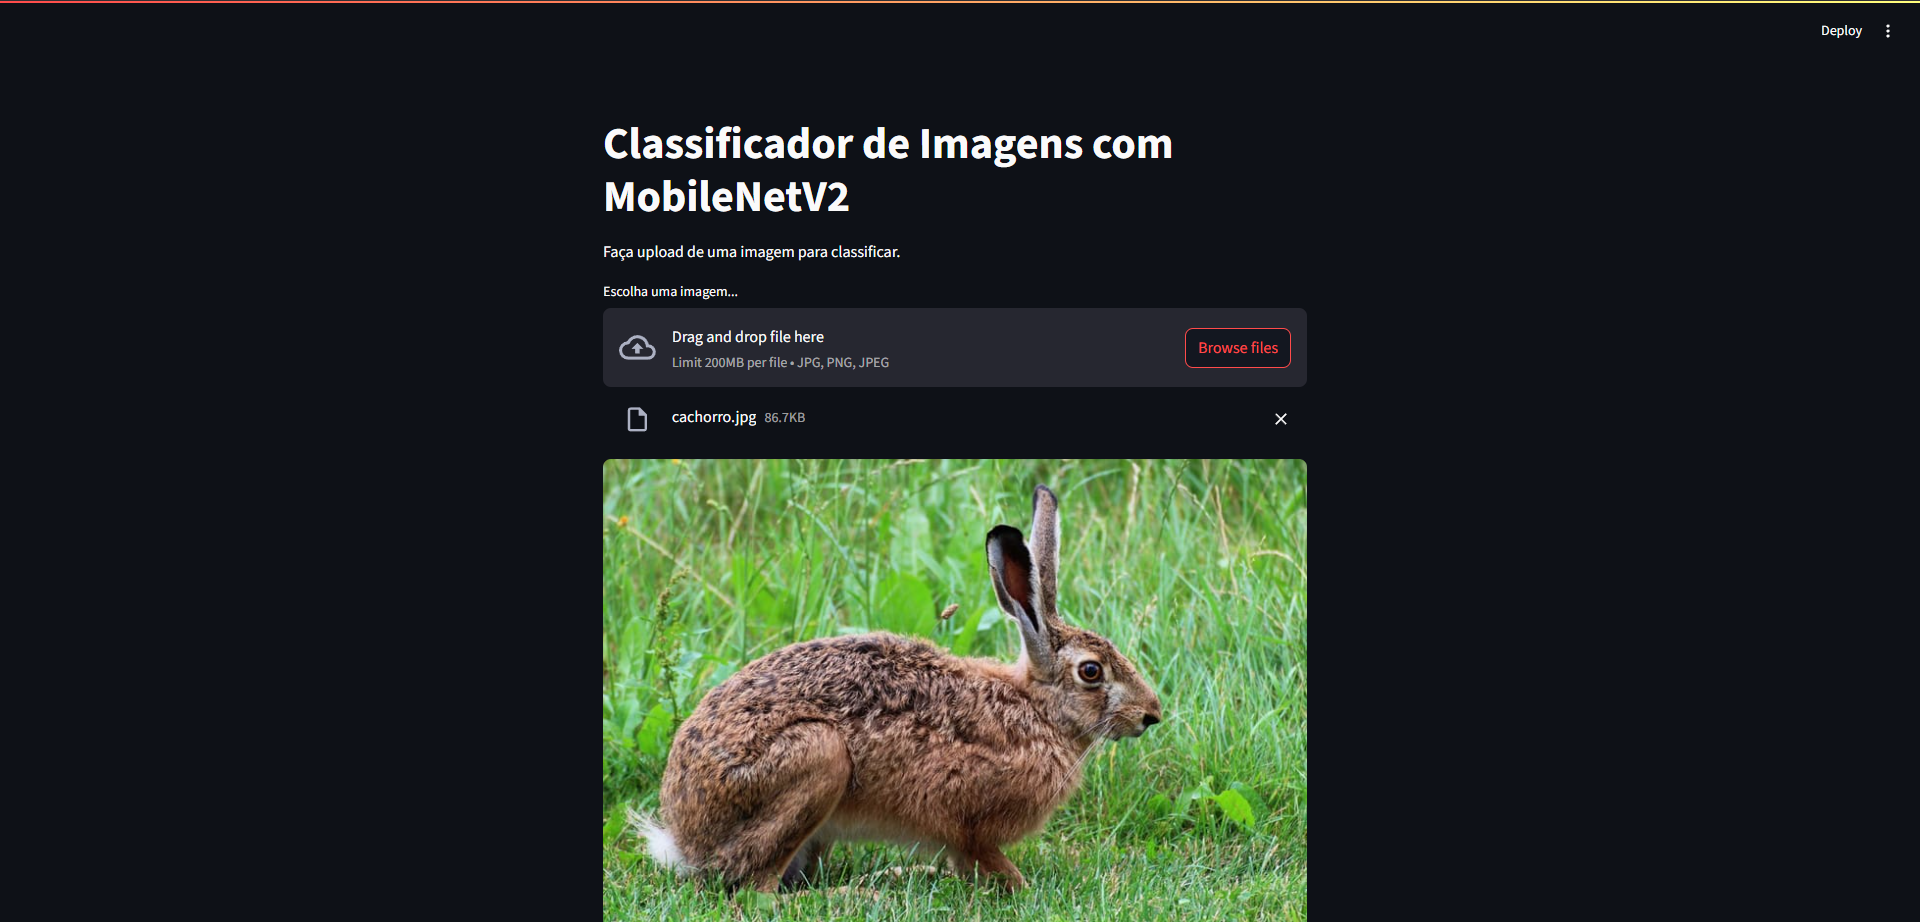 Deploy
Classificador de Imagens com
MobileNetV2
Faça upload de uma imagem para classificar.
Escolha uma imagem...
Drag and drop file here
Limit 200MB per file • JPG, PNG, JPEG
Browse files
cachorro.jpg 86.7KB